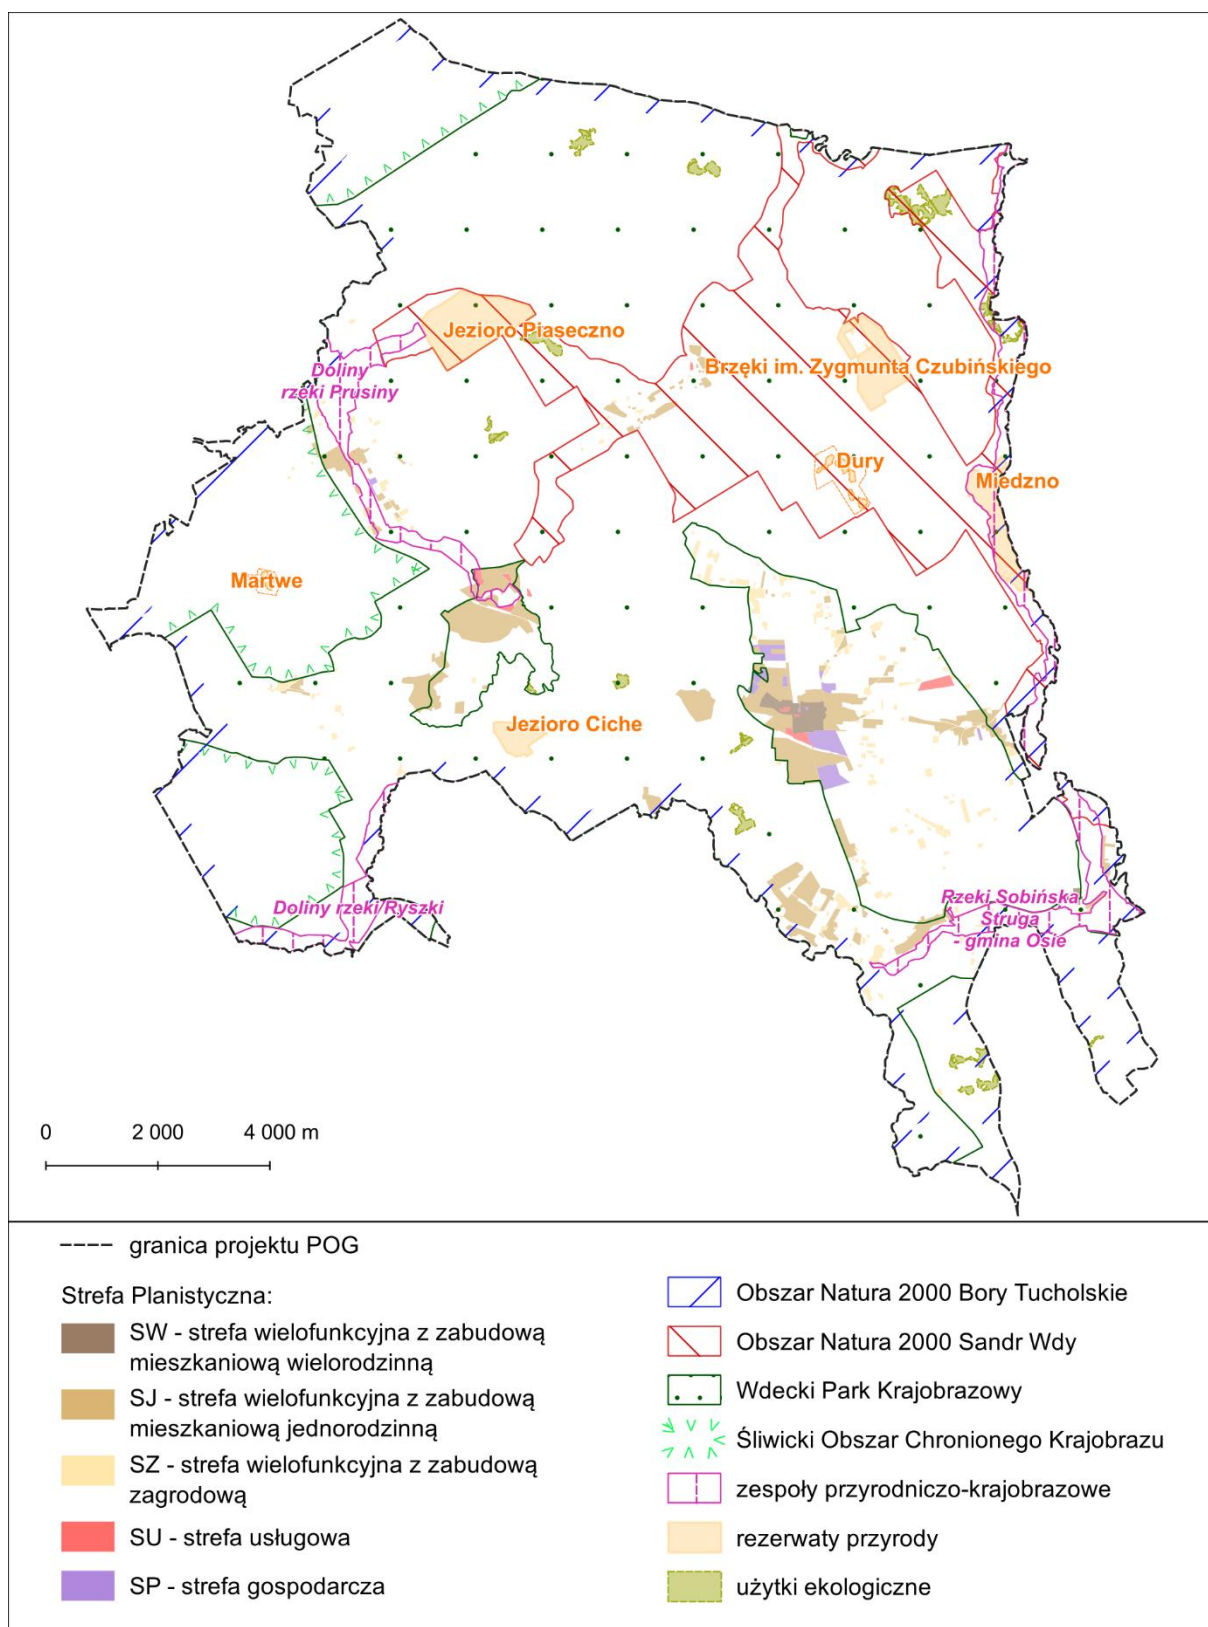 Jezioro Piaseczno
Brzęki im. Zygmunta Czubińskiego
Doliny
rzeki Prusiny
Dury
Miedzno
Martwe
Jezioro Ciche
Doliny rzeki Ryszki
Rzeki Sobińska
Struga
- gmina Osie
0 2 000 4 000 m
granica projektu POG
Strefa Planistyczna:
SW - strefa wielofunkcyjna z zabudową
mieszkaniową wielorodzinną
SJ - strefa wielofunkcyjna z zabudową
mieszkaniową jednorodzinną
SZ - strefa wielofunkcyjna z zabudową
zagrodową
SU - strefa usługowa
SP - strefa gospodarcza
Obszar Natura 2000 Bory Tucholskie
Obszar Natura 2000 Sandr Wdy
Wdecki Park Krajobrazowy
Śliwicki Obszar Chronionego Krajobrazu
zespoły przyrodniczo-krajobrazowe
rezerwaty przyrody
użytki ekologiczne